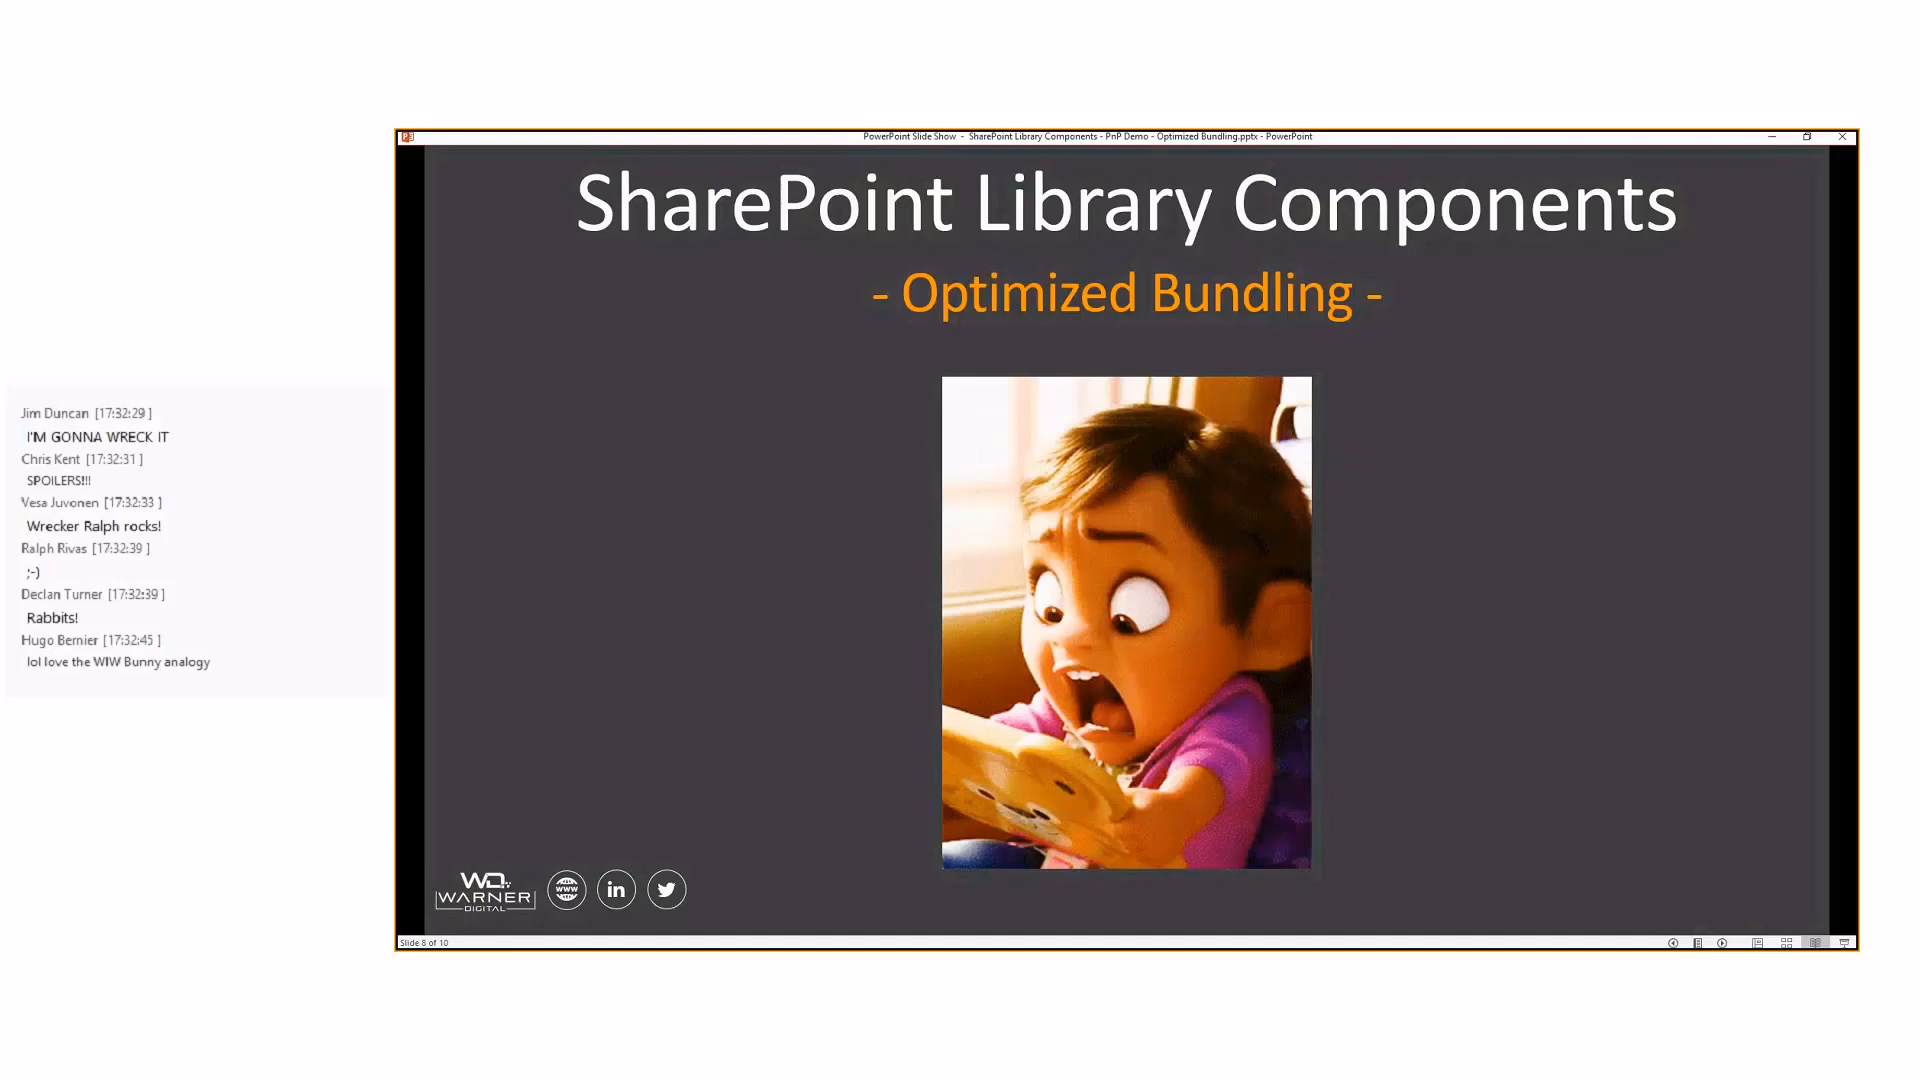 PowerPoint Slide Show - SharePoint Library Components - PnP Demo - Optimized Bundling.pptx - PowerPoint
SharePoint Library Components
- Optimized Bundling -
Jim Duncan [17:32:29 ]
I'M GONNA WRECK IT
Chris Kent [17:32:31 ]
SPOILERS!!!
Vesa Juvonen [17:32:33 ]
Wrecker Ralph rocks!
Ralph Rivas [17:32:39 ]
;-)
Declan Turner [17:32:39 ]
Rabbits!
Hugo Bernier [17:32:45 ]
lol love the WIW Bunny analogy
WD
WARNER
DIGITAL
www
in
Slide 8 of 10